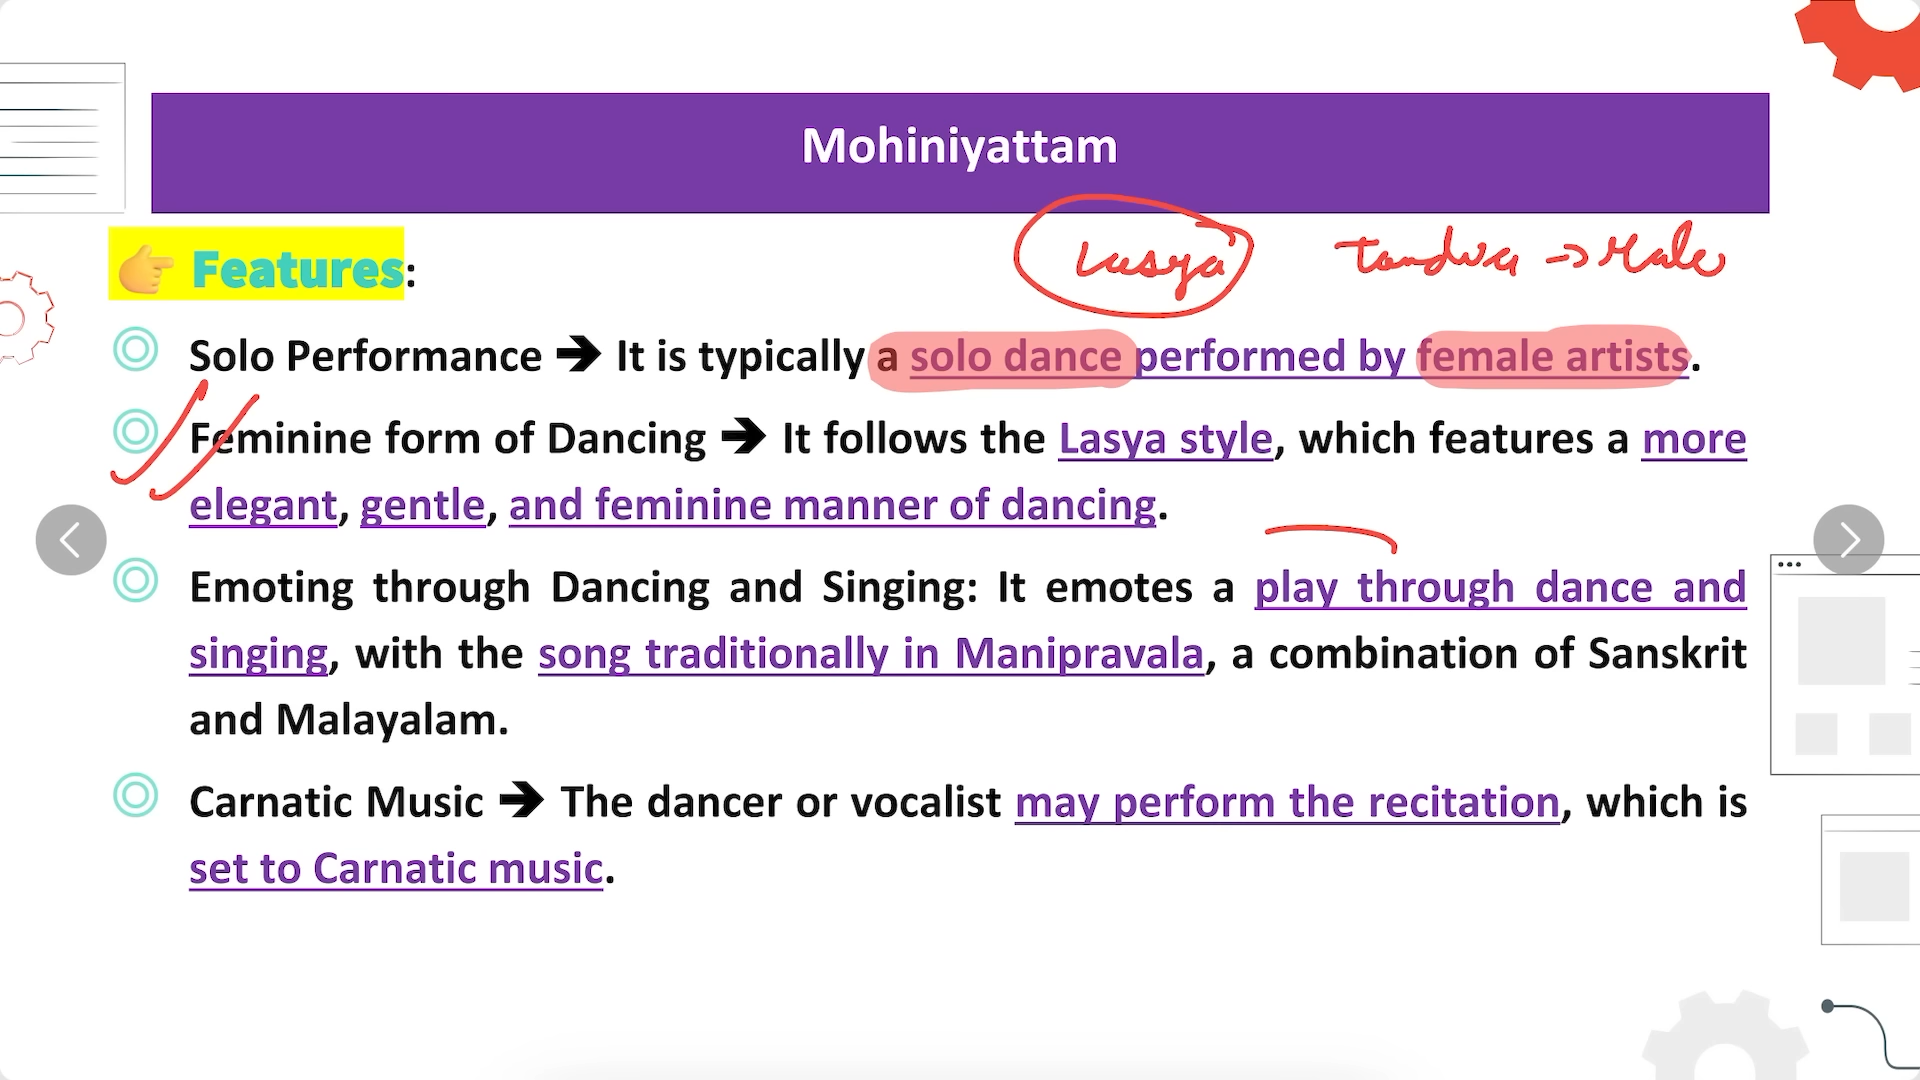 Mohiniyattam
Lasya Tandva → Male
👉 Features:
Solo Performance ➔ It is typically a solo dance performed by female artists.
Feminine form of Dancing ➔ It follows the Lasya style, which features a more
elegant, gentle, and feminine manner of dancing.
Emoting through Dancing and Singing: It emotes a play through dance and
singing, with the song traditionally in Manipravala, a combination of Sanskrit
and Malayalam.
Carnatic Music ➔ The dancer or vocalist may perform the recitation, which is
set to Carnatic music.